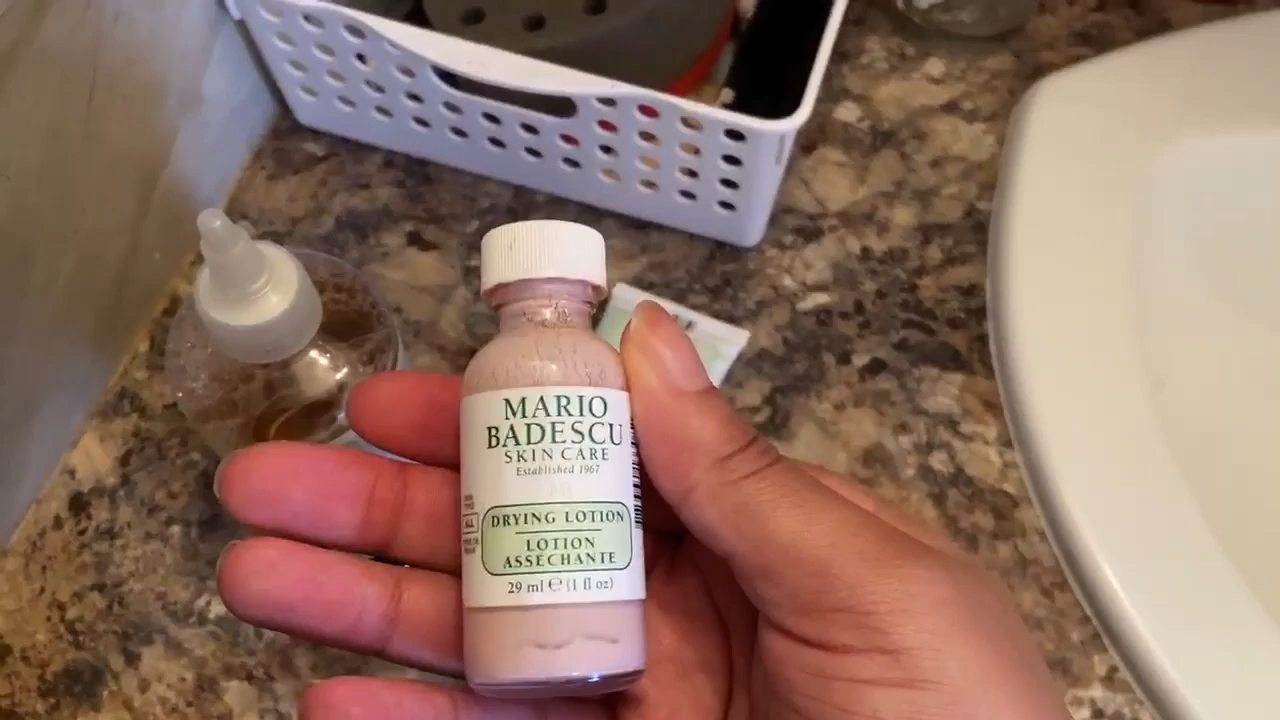 MARIO
BADESCU
SKIN CARE
Established 1967
DRYING LOTION
LOTION
ASSÉCHANTE
29 ml ℮ (1 fl oz)